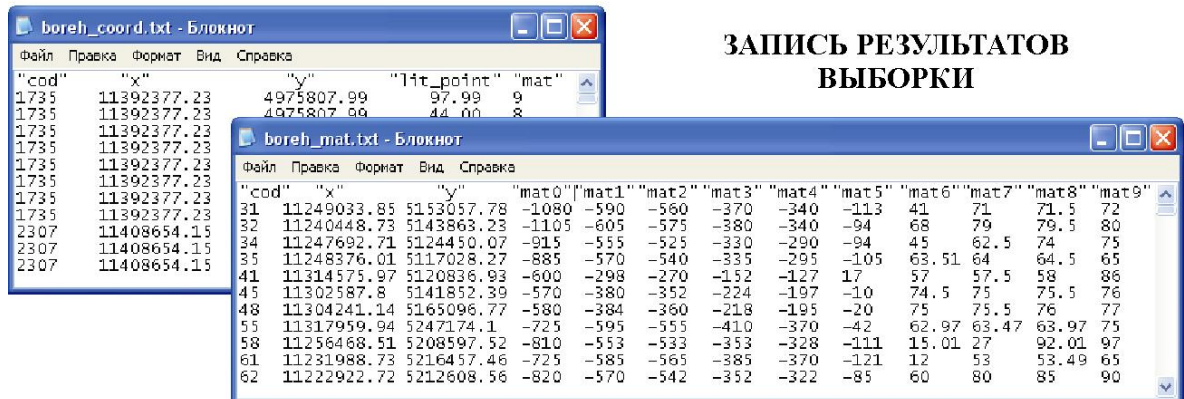 boreh_coord.txt - Блокнот
Файл Правка Формат Вид Справка
"cod" "x" "y" "lit_point" "mat"
1735 11392377.23 4975807.99 97.99 9
1735 11392377.23 4975807.99 44.00 8
1735 11392377.23
1735 11392377.23
1735 11392377.23
1735 11392377.23
1735 11392377.23
1735 11392377.23
2307 11408654.15
2307 11408654.15
2307 11408654.15
ЗАПИСЬ РЕЗУЛЬТАТОВ
ВЫБОРКИ
boreh_mat.txt - Блокнот
Файл Правка Формат Вид Справка
"cod" "x" "y" "mat0" "mat1" "mat2" "mat3" "mat4" "mat5" "mat6" "mat7" "mat8" "mat9"
31 11249033.85 5153057.78 -1080 -590 -560 -370 -340 -113 41 71 71.5 72
32 11240448.73 5143863.23 -1105 -605 -575 -380 -340 -94 68 79 79.5 80
34 11247692.71 5124450.07 -915 -555 -525 -330 -290 -94 45 62.5 74 75
35 11248376.01 5117028.27 -885 -570 -540 -335 -295 -105 63.51 64 64.5 65
41 11314575.97 5120836.93 -600 -298 -270 -152 -127 17 57 57.5 58 86
45 11302587.8 5141852.39 -570 -380 -352 -224 -197 -10 74.5 75 75.5 76
48 11304241.14 5165096.77 -580 -384 -360 -218 -195 -20 75 75.5 76 77
55 11317959.94 5247174.1 -725 -595 -555 -410 -370 -42 62.97 63.47 63.97 75
58 11256468.51 5208597.52 -810 -553 -533 -353 -328 -111 15.01 27 92.01 97
61 11231988.73 5216457.46 -725 -585 -565 -385 -370 -121 12 53 53.49 65
62 11222922.72 5212608.56 -820 -570 -542 -352 -322 -85 60 80 85 90